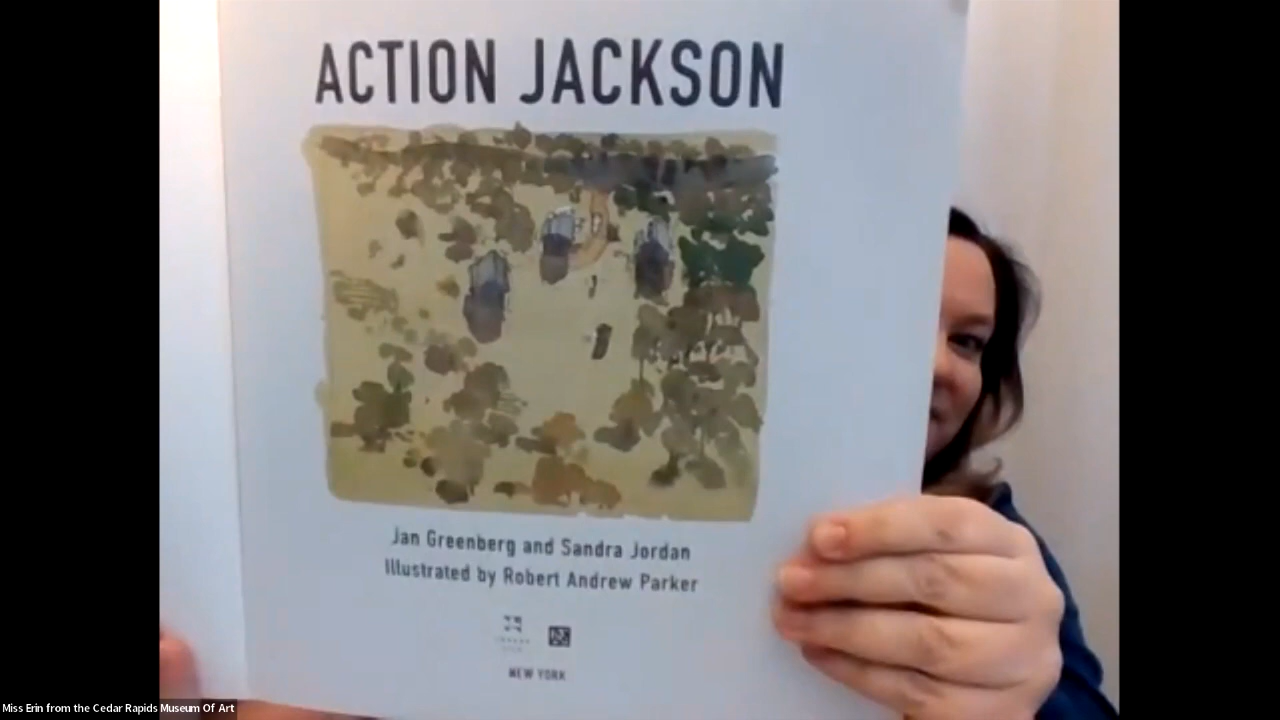 ACTION JACKSON
Jan Greenberg and Sandra Jordan
Illustrated by Robert Andrew Parker
NEW YORK
Miss Erin from the Cedar Rapids Museum Of Art